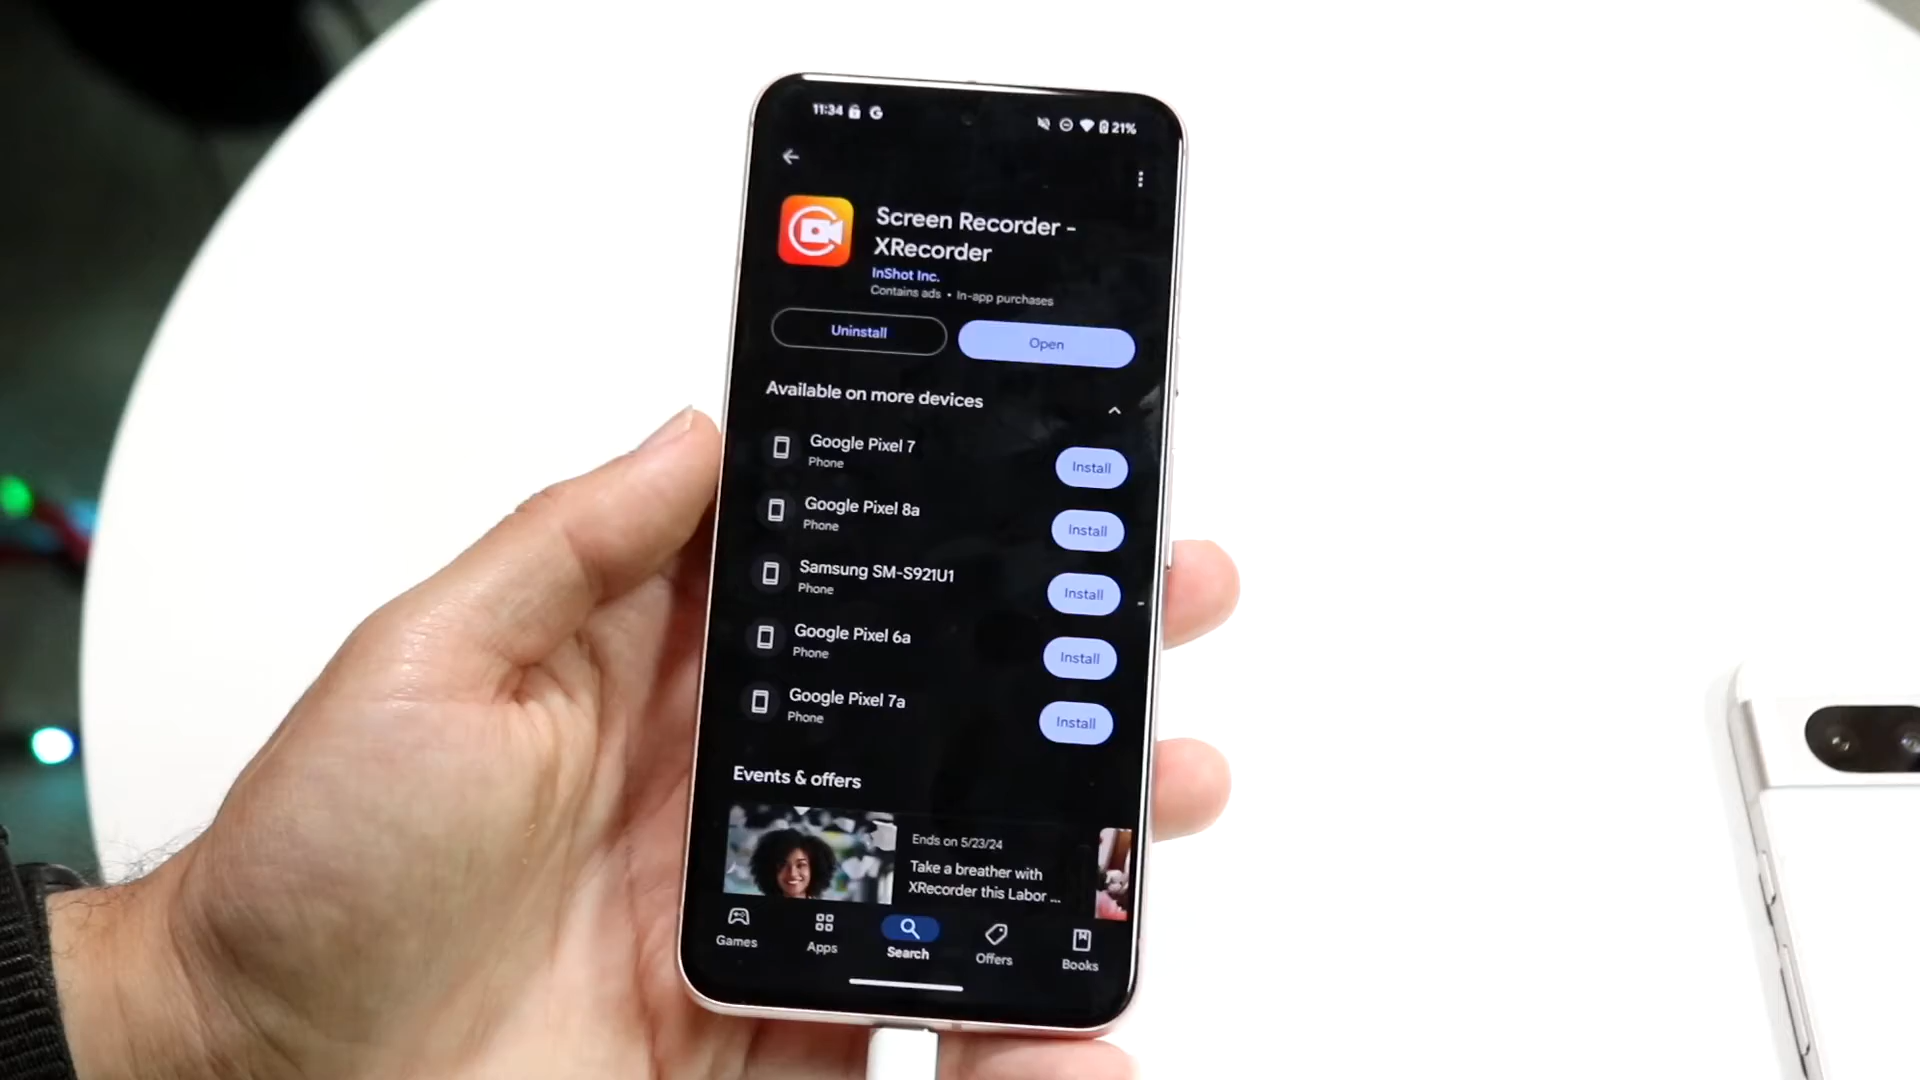 11:34
21%
Screen Recorder -
XRecorder
InShot Inc.
Contains ads • In-app purchases
Uninstall
Open
Available on more devices
Google Pixel 7
Phone
Install
Google Pixel 8a
Phone
Install
Samsung SM-S921U1
Phone
Install
Google Pixel 6a
Phone
Install
Google Pixel 7a
Phone
Install
Events & offers
Ends on 5/23/24
Take a breather with
XRecorder this Labor ...
Games
Apps
Search
Offers
Books